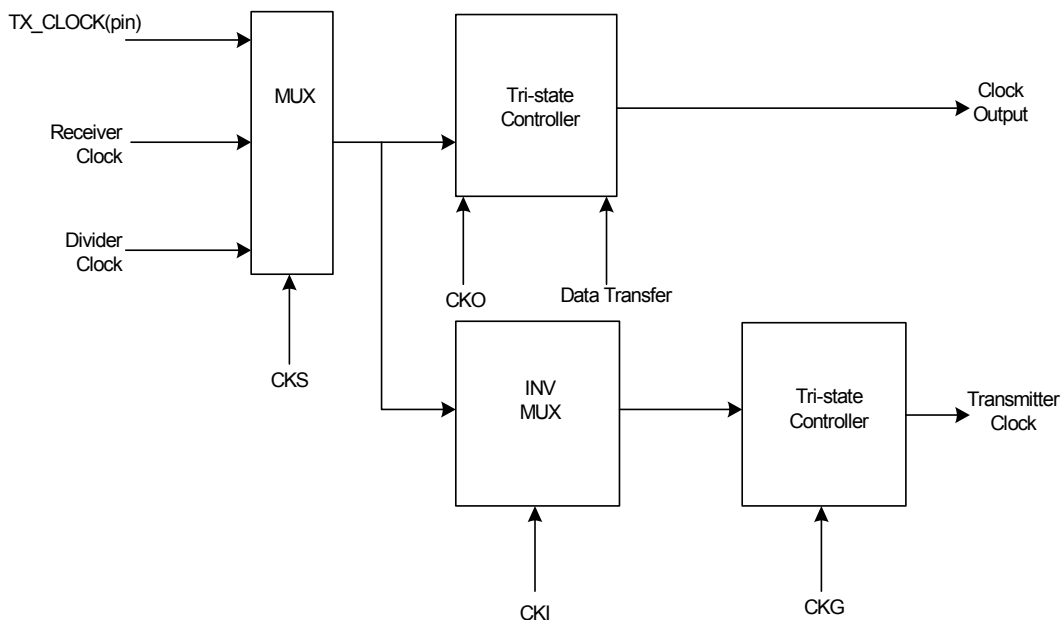 TX_CLOCK(pin)
MUX
Receiver
Clock
Divider
Clock
CKS
Tri-state
Controller
Clock
Output
CKO
Data Transfer
INV
MUX
Tri-state
Controller
Transmitter
Clock
CKI
CKG